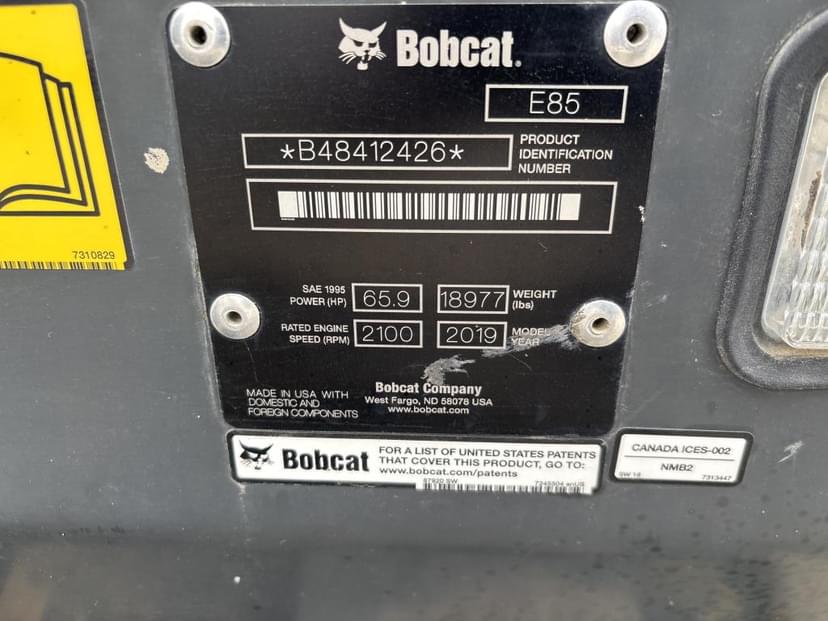 Bobcat.
E85
*B48412426*
PRODUCT
IDENTIFICATION
NUMBER
SAE 1995
POWER (HP)
65.9
18977
WEIGHT
(lbs)
RATED ENGINE
SPEED (RPM)
2100
2019
MODEL
YEAR
MADE IN USA WITH
DOMESTIC AND
FOREIGN COMPONENTS
Bobcat Company
West Fargo, ND 58078 USA
www.bobcat.com
7310829
Bobcat
FOR A LIST OF UNITED STATES PATENTS
THAT COVER THIS PRODUCT, GO TO:
www.bobcat.com/patents
CANADA ICES-002
NMB2
SW 14
7313447